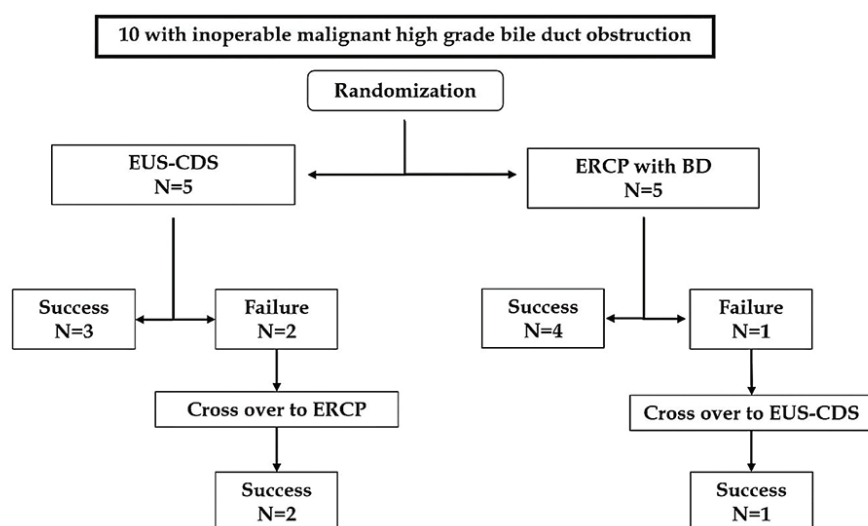 10 with inoperable malignant high grade bile duct obstruction
Randomization
EUS-CDS
N=5
ERCP with BD
N=5
Success
N=3
Failure
N=2
Success
N=4
Failure
N=1
Cross over to ERCP
Cross over to EUS-CDS
Success
N=2
Success
N=1